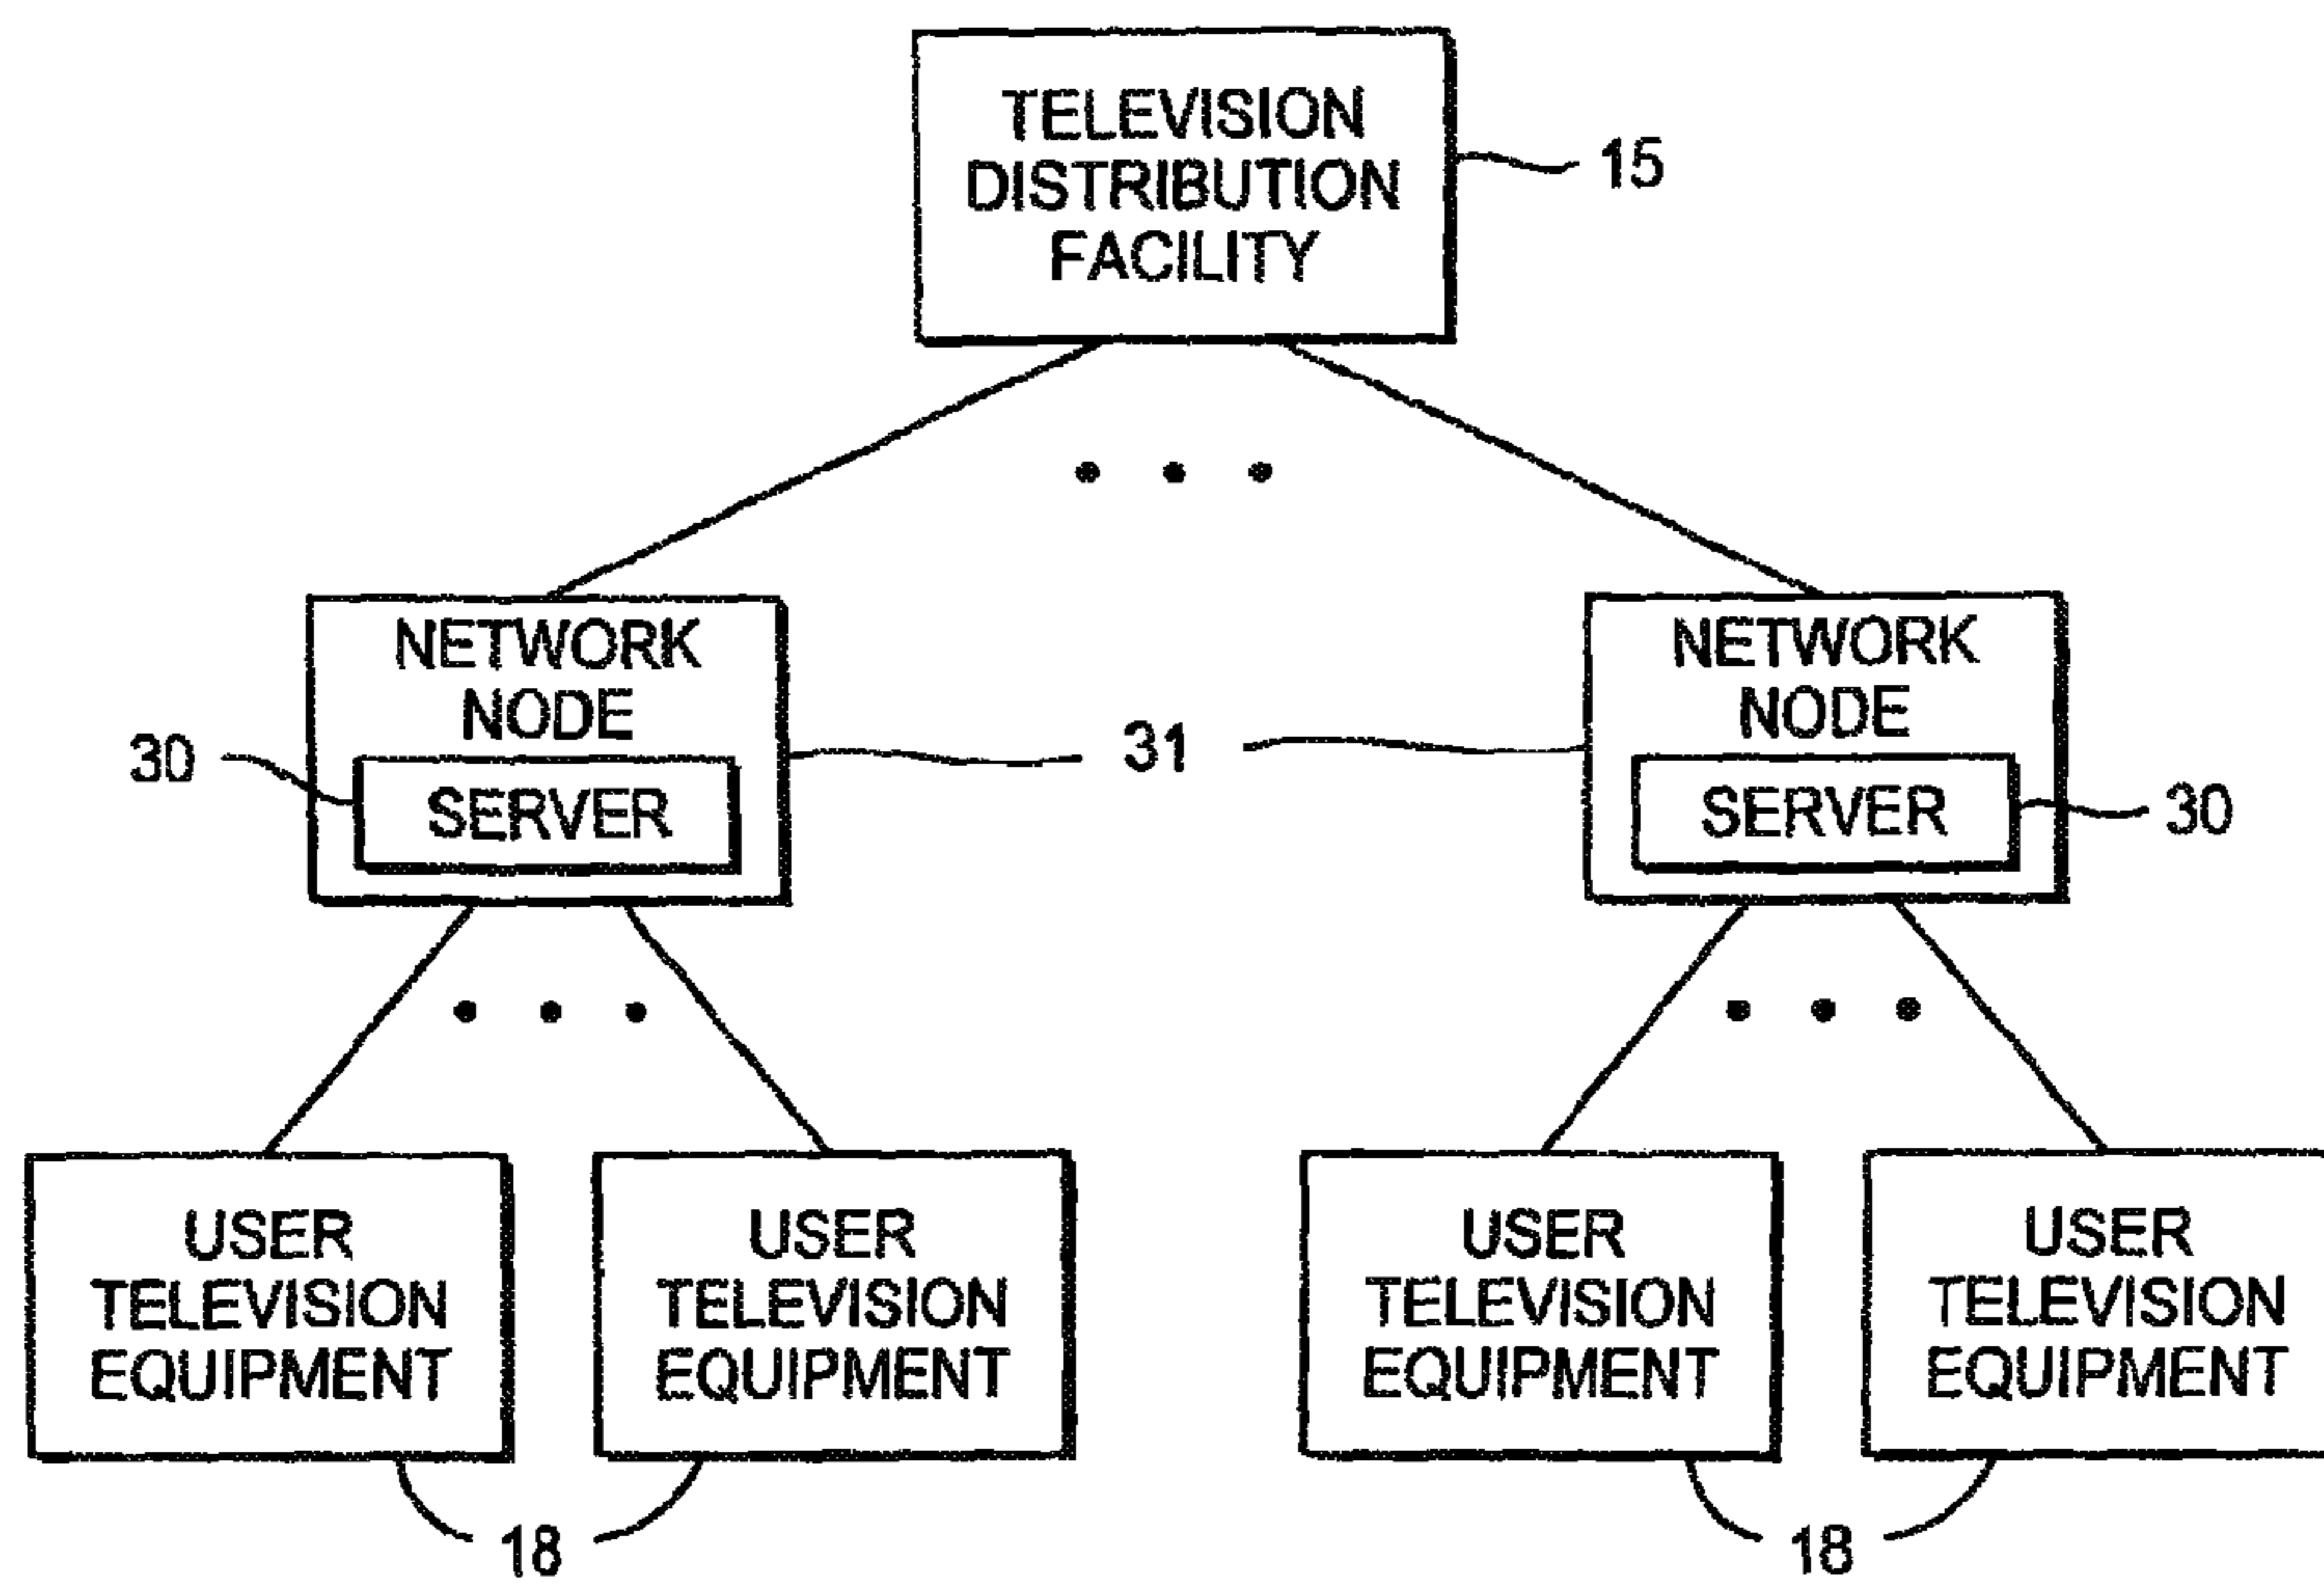 TELEVISION
DISTRIBUTION
FACILITY
15
NETWORK
NODE
30
SERVER
31
NETWORK
NODE
SERVER
30
USER
TELEVISION
EQUIPMENT
USER
TELEVISION
EQUIPMENT
18
USER
TELEVISION
EQUIPMENT
USER
TELEVISION
EQUIPMENT
18